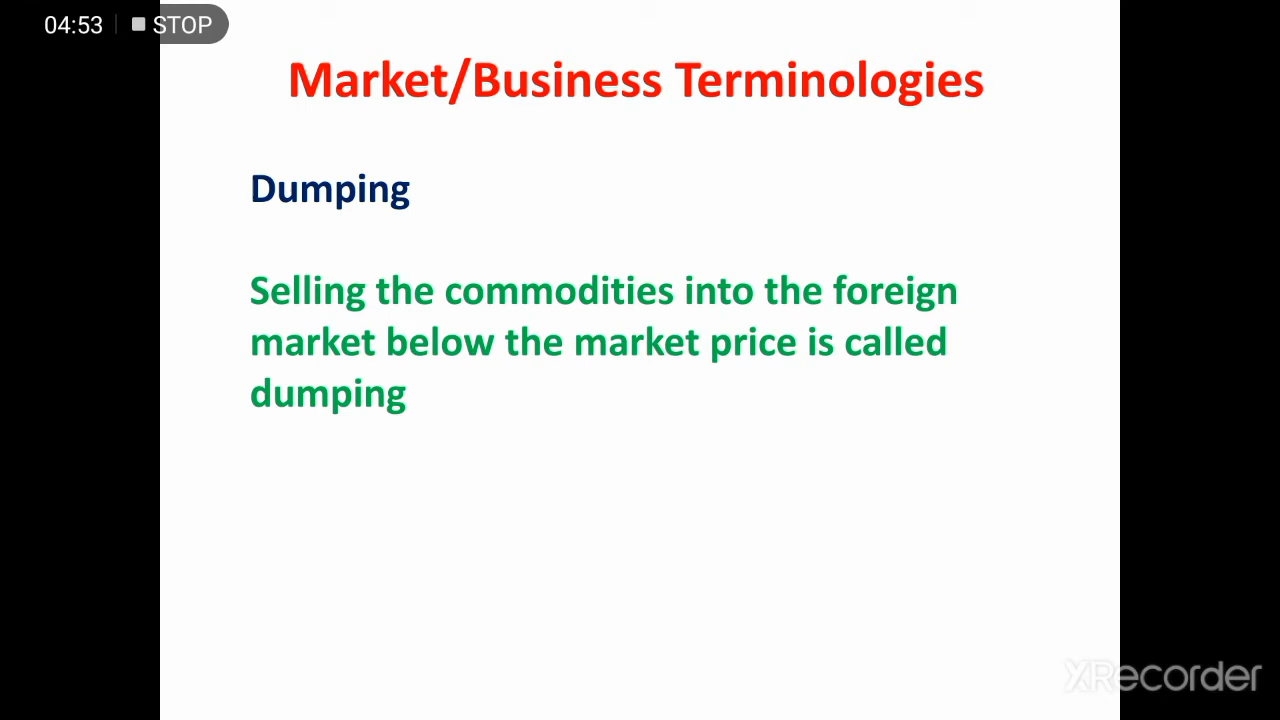 04:53 STOP
Market/Business Terminologies
Dumping
Selling the commodities into the foreign
market below the market price is called
dumping
XRecorder